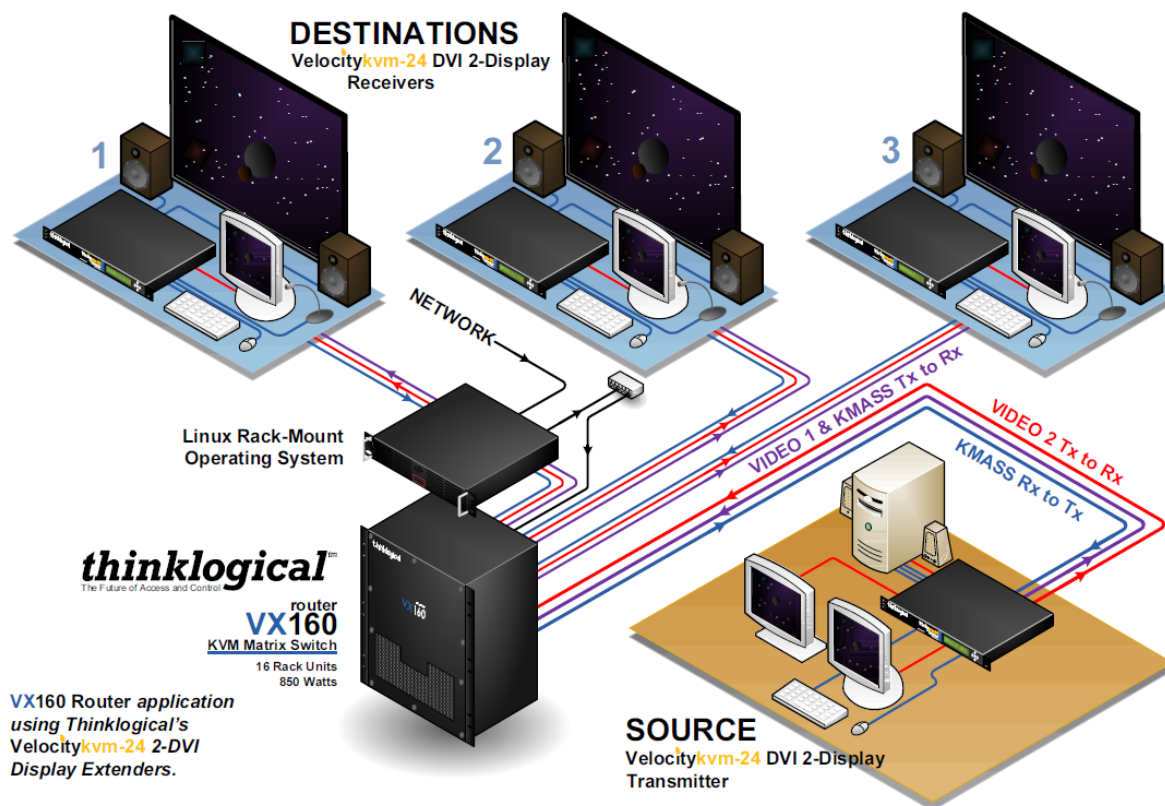 DESTINATIONS
Velocitykvm-24 DVI 2-Display
Receivers
1
2
3
NETWORK
VIDEO 1 & KMASS Tx to Rx
VIDEO 2 Tx to Rx
KMASS Rx to Tx
Linux Rack-Mount
Operating System
thinklogical
VX160
thinklogical™
The Future of Access and Control
router
VX160
KVM Matrix Switch
16 Rack Units
850 Watts
VX160 Router application
using Thinklogical's
Velocitykvm-24 2-DVI
Display Extenders.
SOURCE
Velocitykvm-24 DVI 2-Display
Transmitter